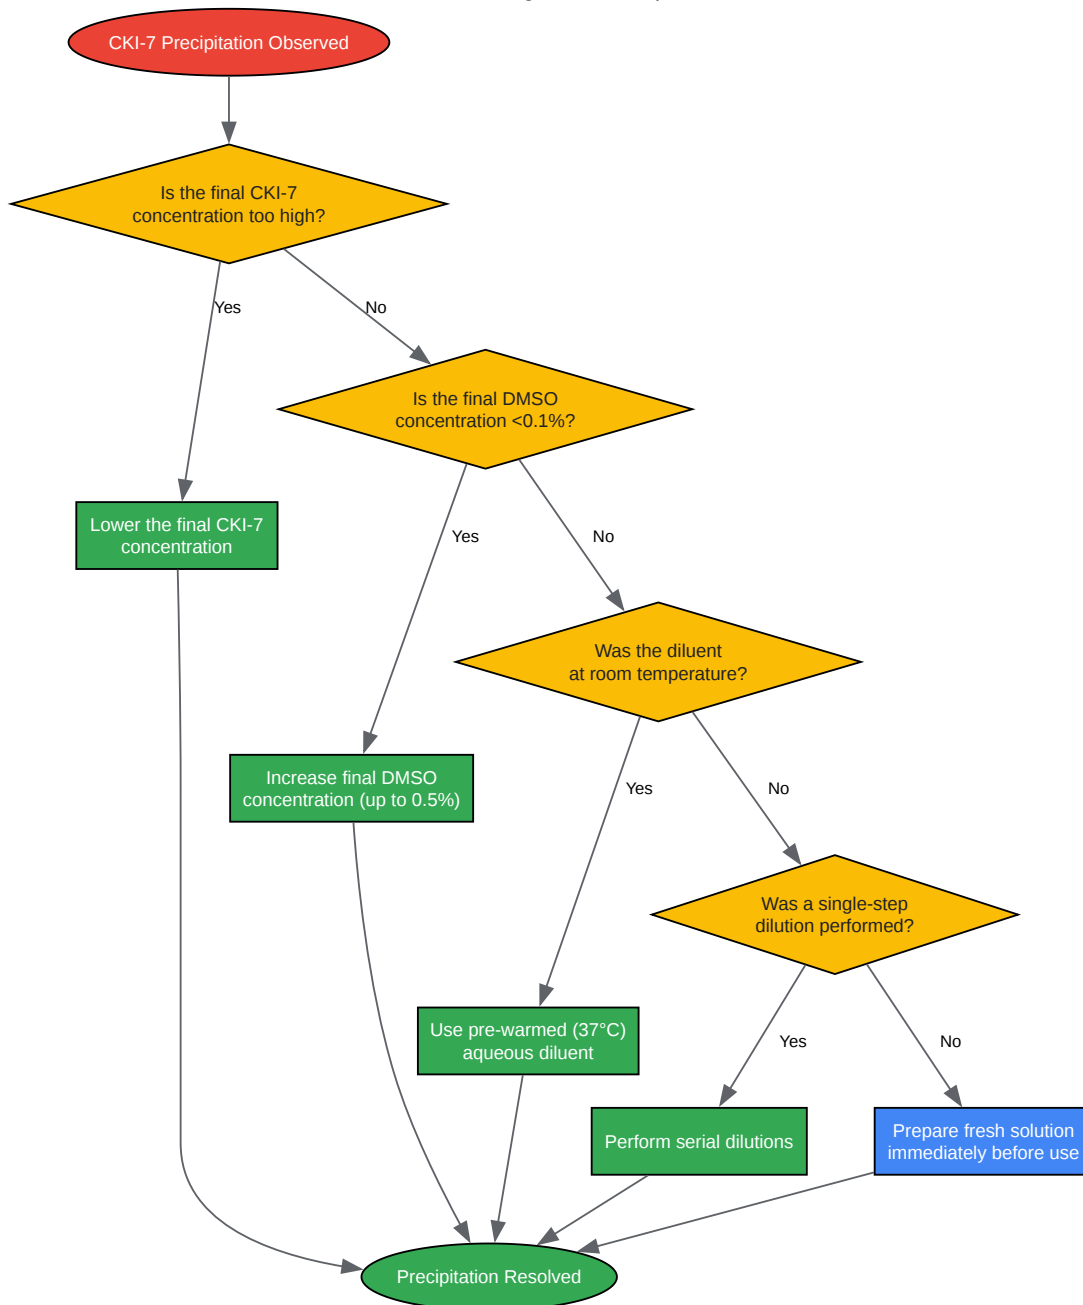 CKI-7 Precipitation Observed
Is the final CKI-7
concentration too high?
Yes
No
Is the final DMSO
concentration <0.1%?
Lower the final CKI-7
concentration
Yes
No
Was the diluent
at room temperature?
Increase final DMSO
concentration (up to 0.5%)
Yes
No
Was a single-step
dilution performed?
Use pre-warmed (37°C)
aqueous diluent
Yes
No
Perform serial dilutions
Prepare fresh solution
immediately before use
Precipitation Resolved